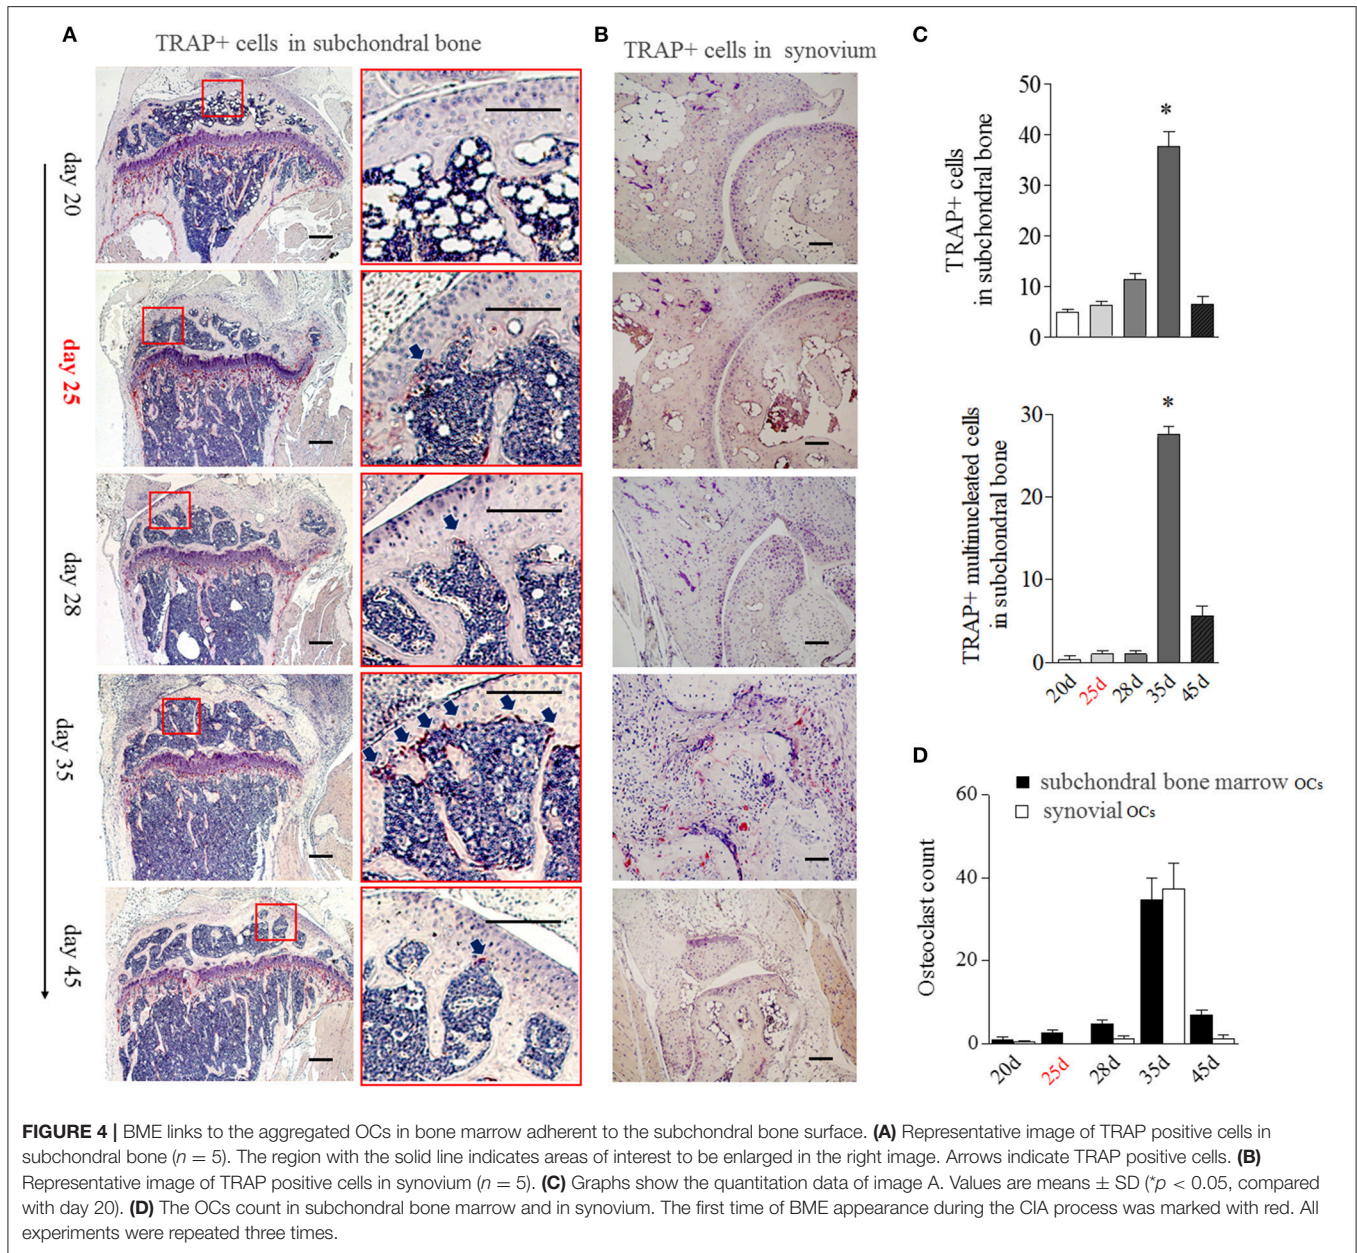 A
TRAP+ cells in subchondral bone
day 20
day 25
day 28
day 35
day 45
B
TRAP+ cells in synovium
C
TRAP+ cells
in subchondral bone
50
40
30
20
10
0
*
TRAP+ multinucleated cells
in subchondral bone
30
20
10
0
*
20d
25d
28d
35d
45d
D
subchondral bone marrow OCs
synovial OCs
Osteoclast count
60
40
20
0
20d
25d
28d
35d
45d
FIGURE 4 | BME links to the aggregated OCs in bone marrow adherent to the subchondral bone surface. (A) Representative image of TRAP positive cells in
subchondral bone (n = 5). The region with the solid line indicates areas of interest to be enlarged in the right image. Arrows indicate TRAP positive cells. (B)
Representative image of TRAP positive cells in synovium (n = 5). (C) Graphs show the quantitation data of image A. Values are means ± SD (*p < 0.05, compared
with day 20). (D) The OCs count in subchondral bone marrow and in synovium. The first time of BME appearance during the CIA process was marked with red. All
experiments were repeated three times.